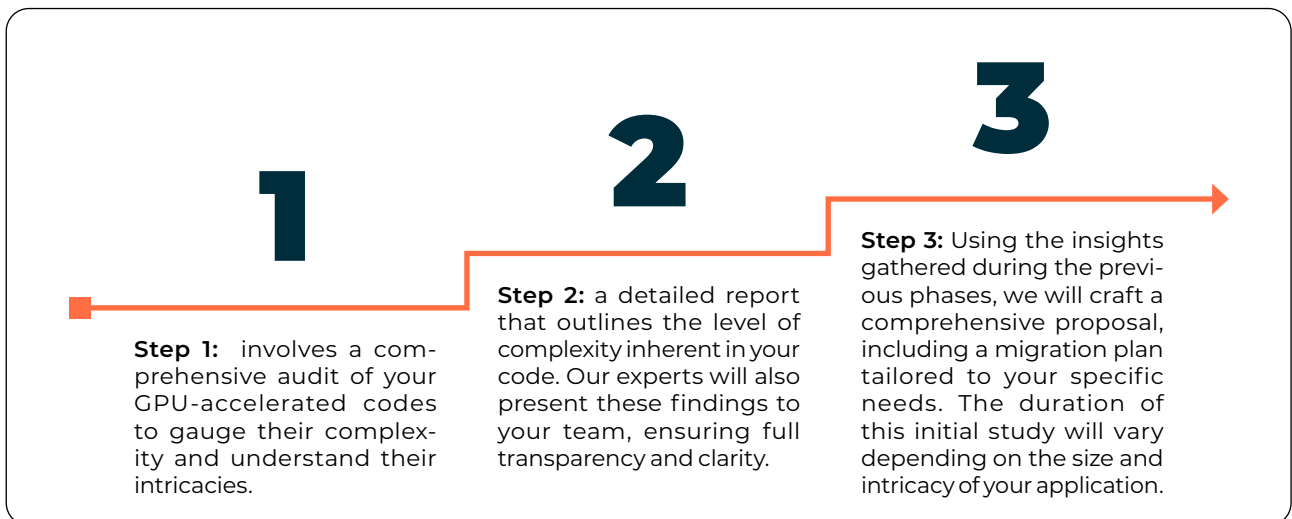 1
Step 1: involves a com-
prehensive audit of your
GPU-accelerated codes
to gauge their complex-
ity and understand their
intricacies.
2
Step 2: a detailed report
that outlines the level of
complexity inherent in your
code. Our experts will also
present these findings to
your team, ensuring full
transparency and clarity.
3
Step 3: Using the insights
gathered during the previ-
ous phases, we will craft a
comprehensive proposal,
including a migration plan
tailored to your specific
needs. The duration of
this initial study will vary
depending on the size and
intricacy of your application.